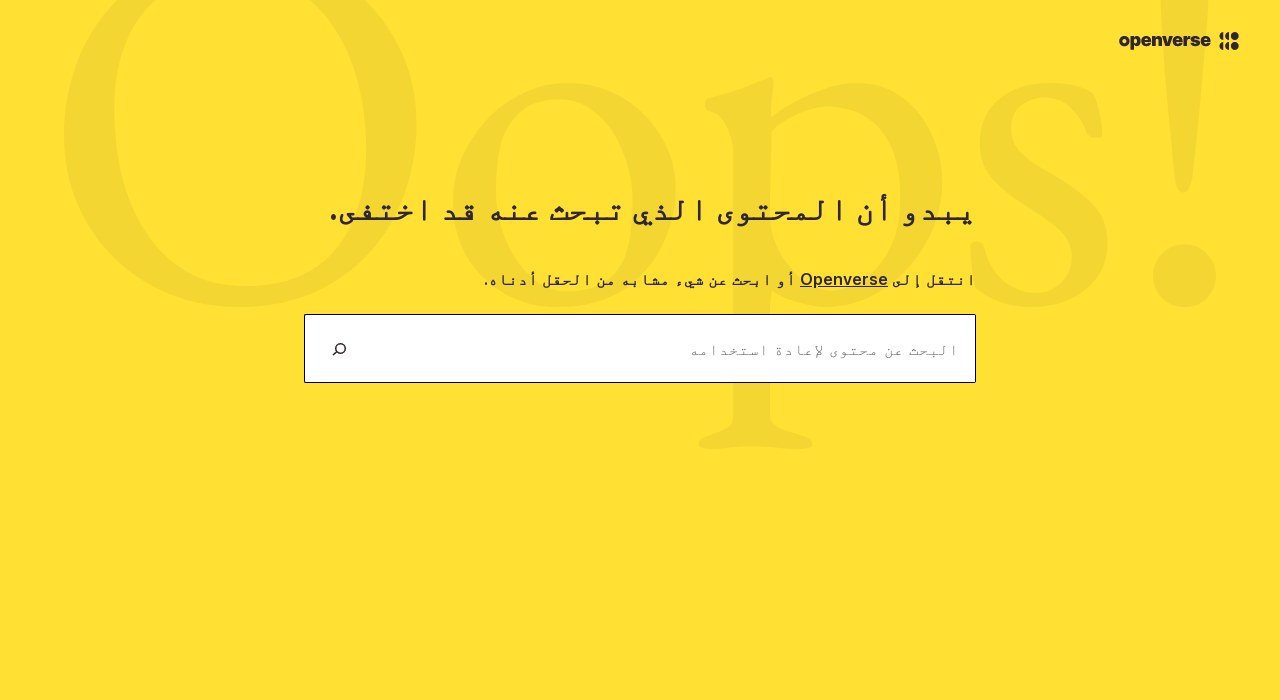 openverse
Oops!
يبدو أن المحتوى الذي تبحث عنه قد اختفى.
انتقل إلى Openverse أو ابحث عن شيء مشابه من الحقل أدناه.
البحث عن محتوى لإعادة استخدامه